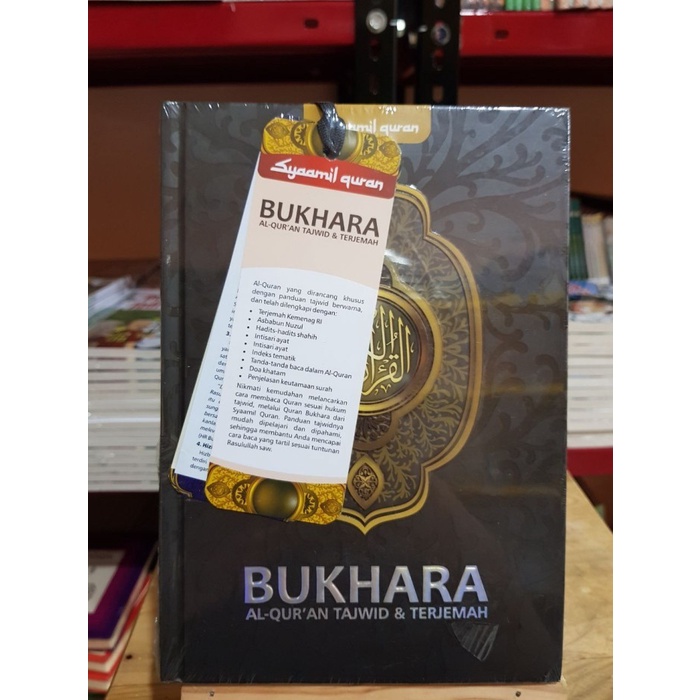 amil quran
Syaamil quran
BUKHARA
AL-QUR'AN TAJWID & TERJEMAH
Al-Quran yang dirancang khusus
dengan panduan tajwid berwarna,
dan telah dilengkapi dengan:
• Terjemah Kemenag RI
• Asbabun Nuzul
• Hadits-hadits shahih
• Intisari ayat
• Intisari ayat
• Indeks tematik
• Tanda-tanda baca dalam Al-Quran
• Doa khatam
• Penjelasan keutamaan surah
Nikmati kemudahan melancarkan
cara membaca Quran sesuai hukum
tajwid, melalui Quran Bukhara dari
Syaamil Quran. Panduan tajwidnya
mudah dipelajari dan dipahami,
sehingga membantu Anda mencapai
cara baca yang tartil sesuai tuntunan
Rasulullah saw.
القرآن
BUKHARA
AL-QUR'AN TAJWID & TERJEMAH